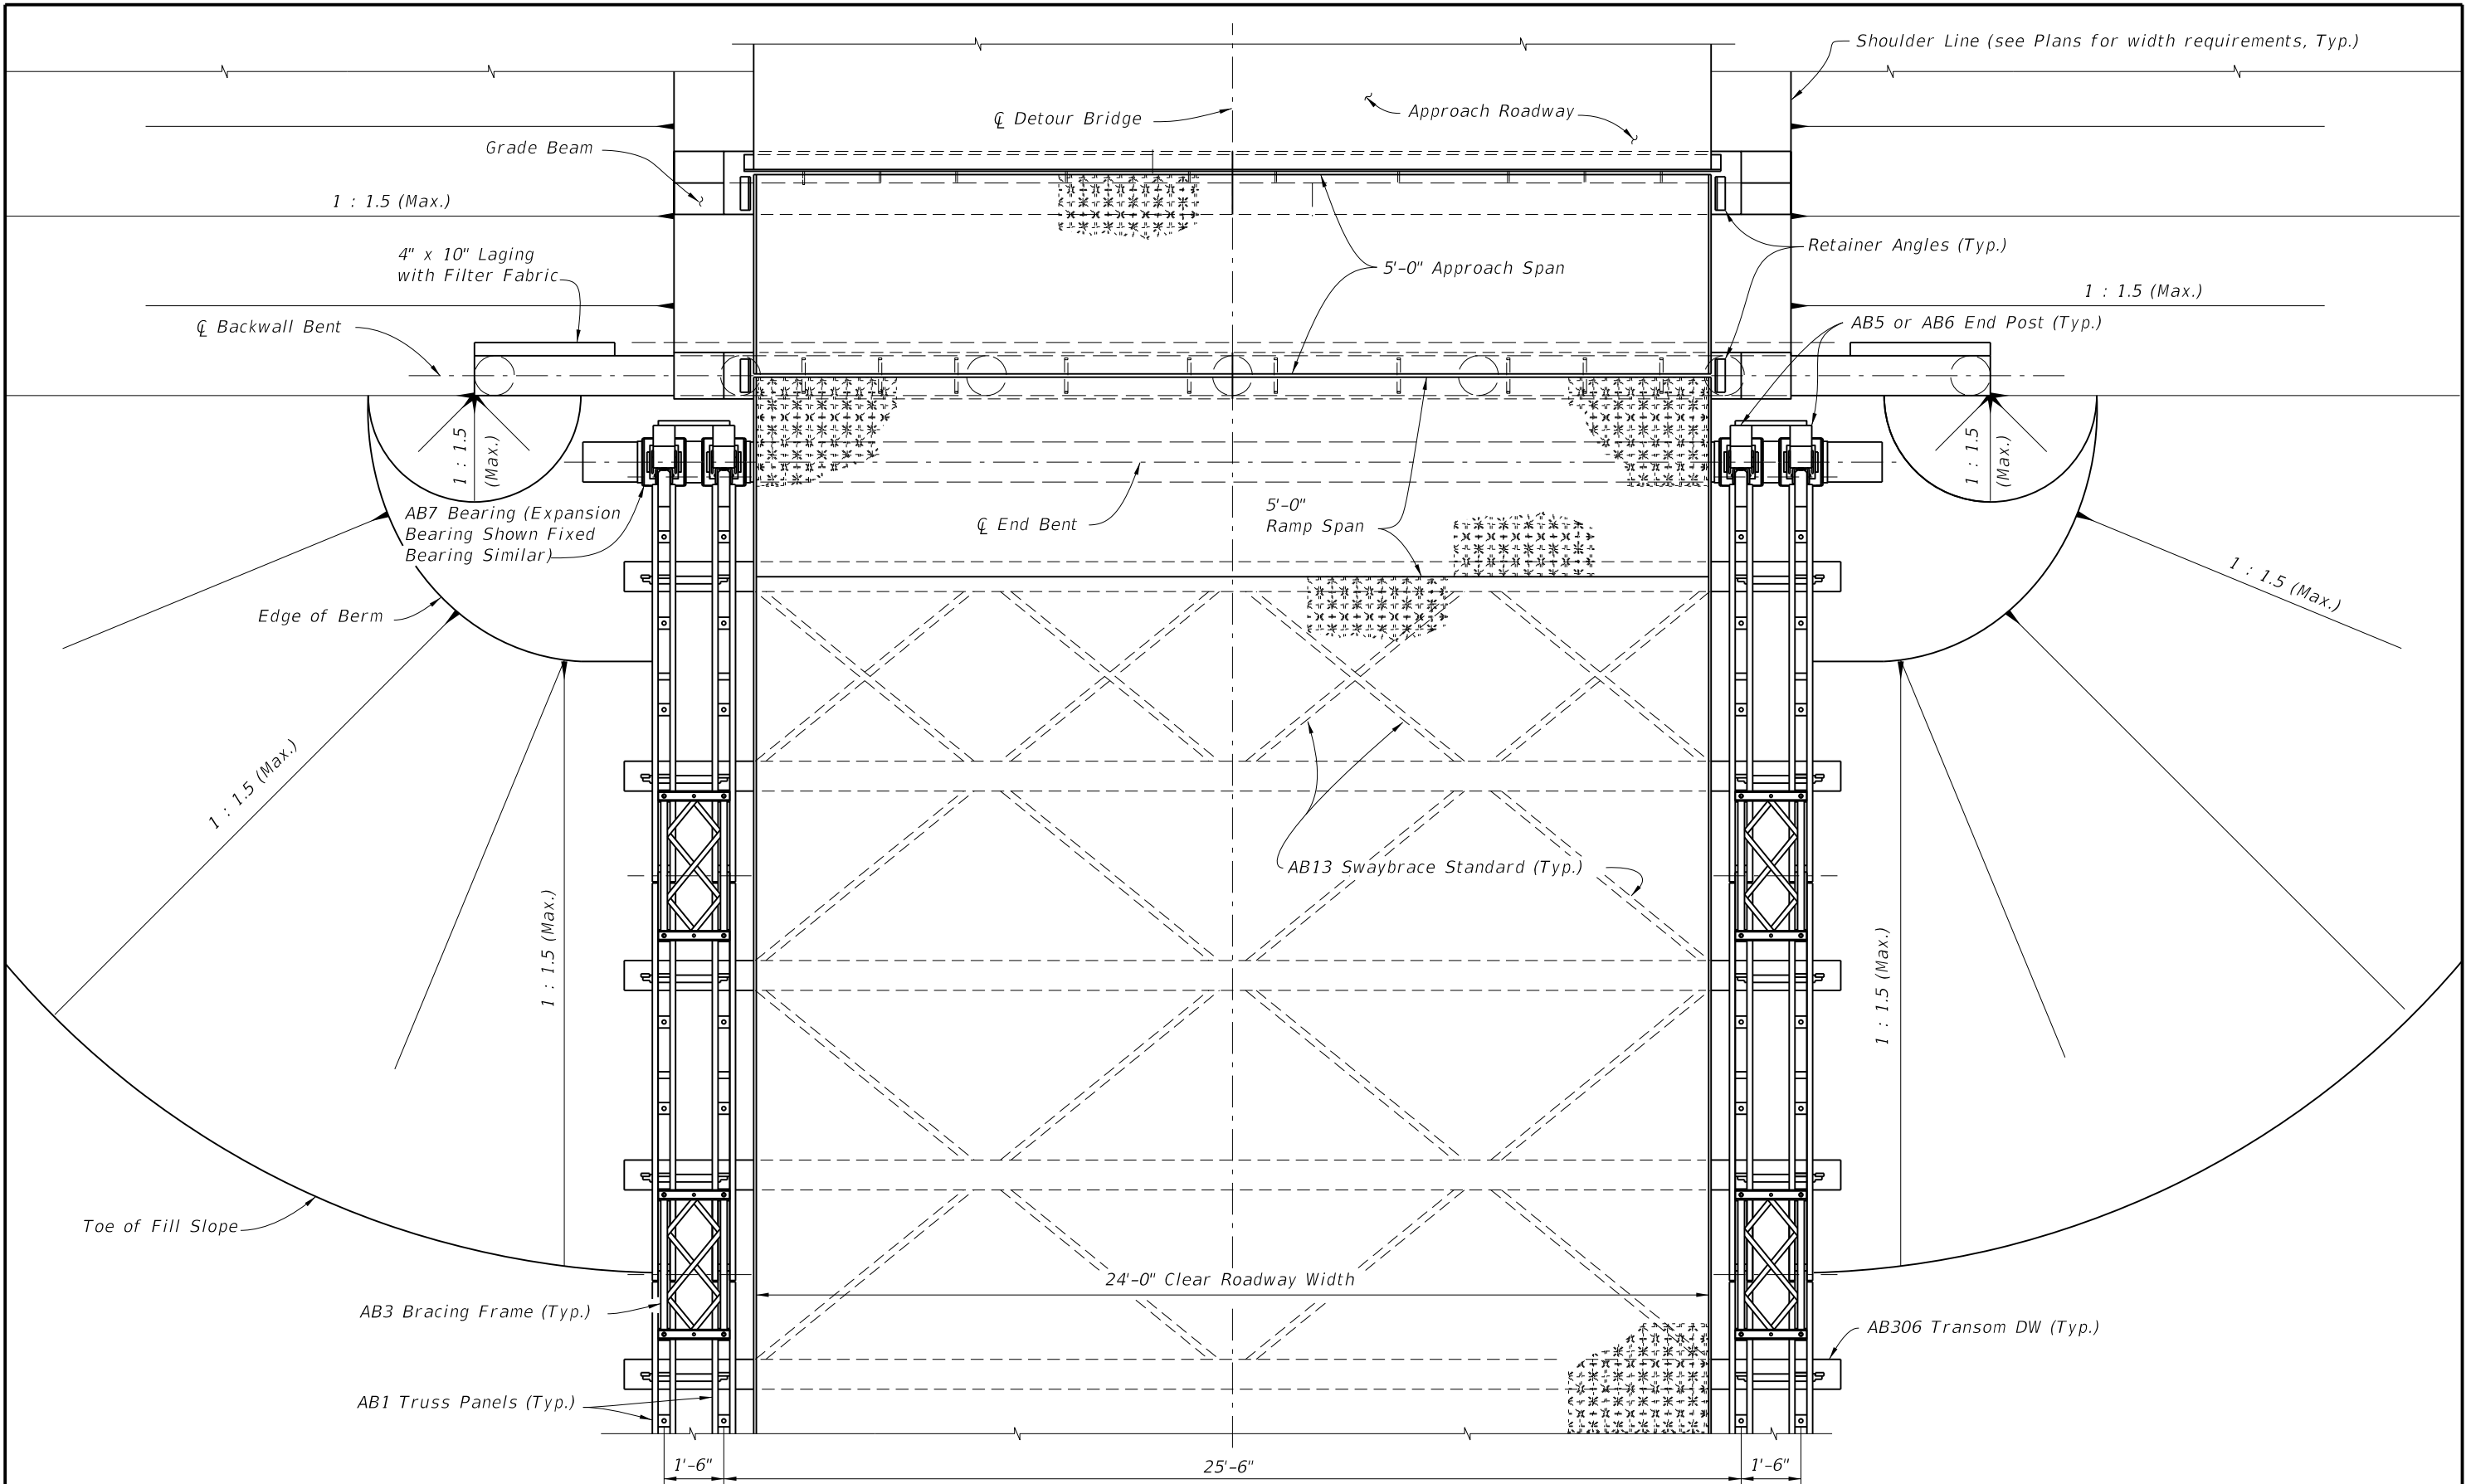 Shoulder Line (see Plans for width requirements, Typ.)
℄ Detour Bridge
Approach Roadway
Grade Beam
1 : 1.5 (Max.)
4" x 10" Laging
with Filter Fabric
Retainer Angles (Typ.)
5'-0" Approach Span
1 : 1.5 (Max.)
℄ Backwall Bent
AB5 or AB6 End Post (Typ.)
1 : 1.5
(Max.)
1 : 1.5
(Max.)
AB7 Bearing (Expansion
Bearing Shown Fixed
Bearing Similar)
℄ End Bent
5'-0"
Ramp Span
1 : 1.5 (Max.)
Edge of Berm
1 : 1.5 (Max.)
AB13 Swaybrace Standard (Typ.)
1 : 1.5 (Max.)
1 : 1.5 (Max.)
Toe of Fill Slope
24'-0" Clear Roadway Width
AB3 Bracing Frame (Typ.)
AB306 Transom DW (Typ.)
AB1 Truss Panels (Typ.)
1'-6"
25'-6"
1'-6"